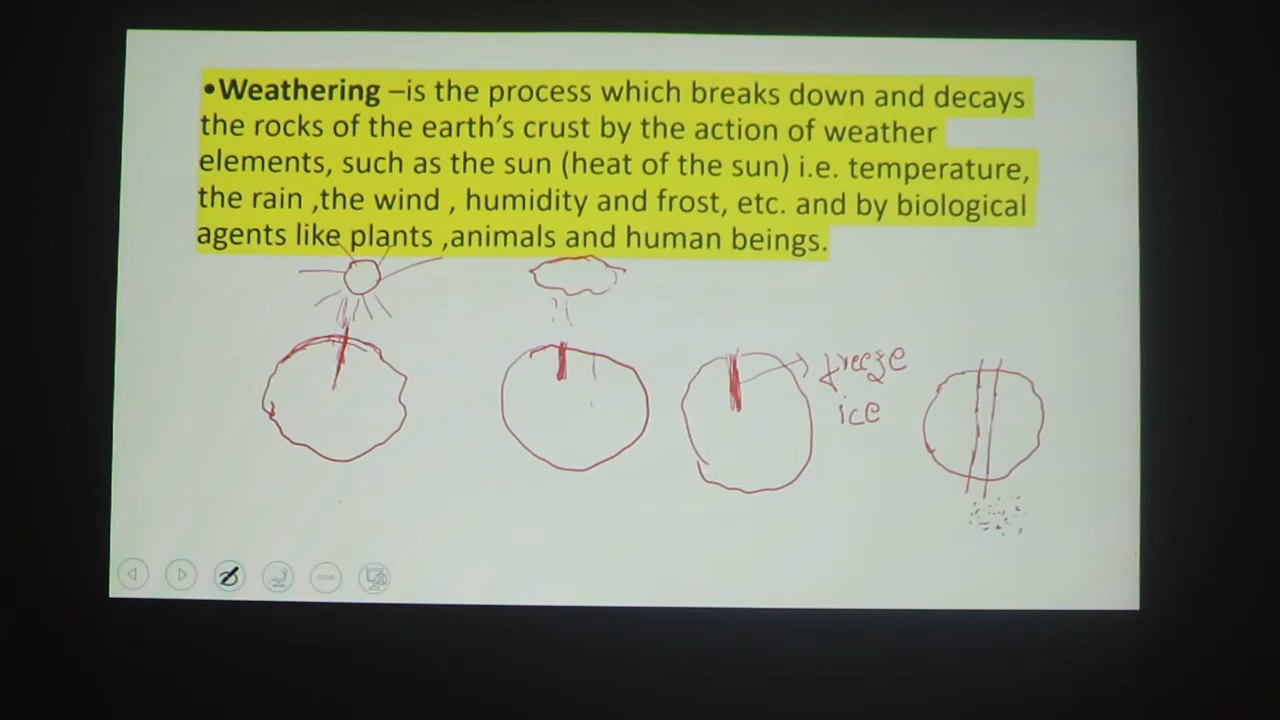 •Weathering –is the process which breaks down and decays
the rocks of the earth's crust by the action of weather
elements, such as the sun (heat of the sun) i.e. temperature,
the rain ,the wind , humidity and frost, etc. and by biological
agents like plants ,animals and human beings.
freeze
ice